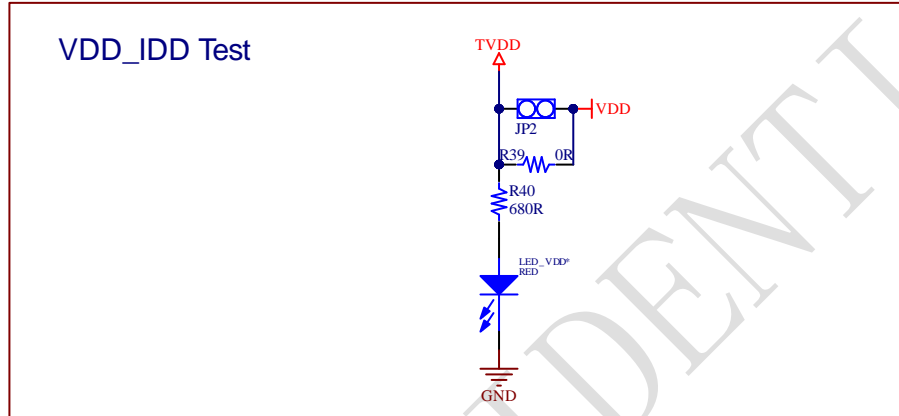 VDD_IDD Test
TVDD
VDD
JP2
R39 0R
R40
680R
LED_VDD*
RED
GND